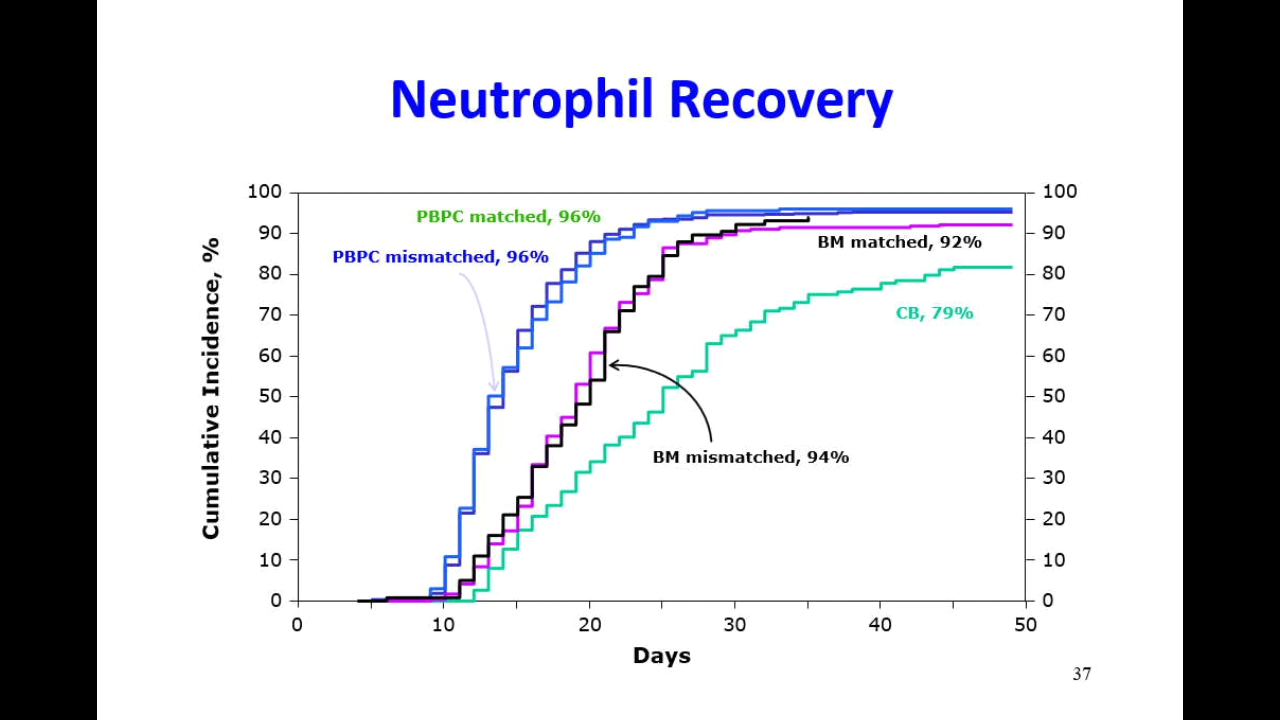 Neutrophil Recovery
100
90
80
70
60
50
40
30
20
10
0
Cumulative Incidence, %
PBPC matched, 96%
PBPC mismatched, 96%
BM matched, 92%
CB, 79%
BM mismatched, 94%
100
90
80
70
60
50
40
30
20
10
0
0 10 20 30 40 50
Days
37